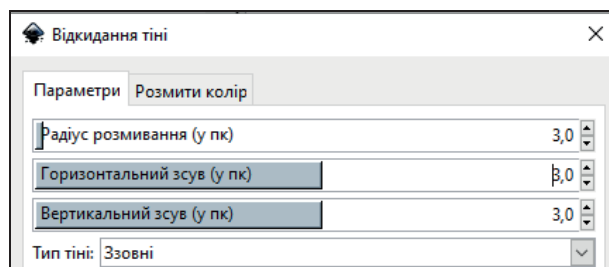 Відкидання тіні
Параметри Розмити колір
Радіус розмивання (у пк) 3,0
Горизонтальний зсув (у пк) 3,0
Вертикальний зсув (у пк) 3,0
Тип тіні: Ззовні